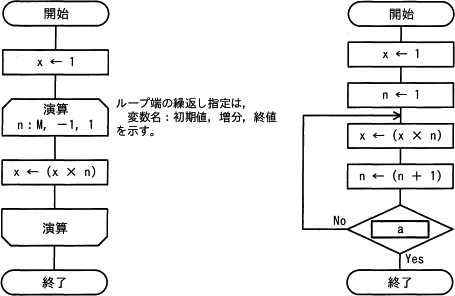 開始
x ← 1
演算
n：M, －1, 1
x ← (x × n)
演算
終了
ループ端の繰返し指定は，
変数名：初期値，増分，終値
を示す。
開始
x ← 1
n ← 1
x ← (x × n)
n ← (n + 1)
No
a
Yes
終了